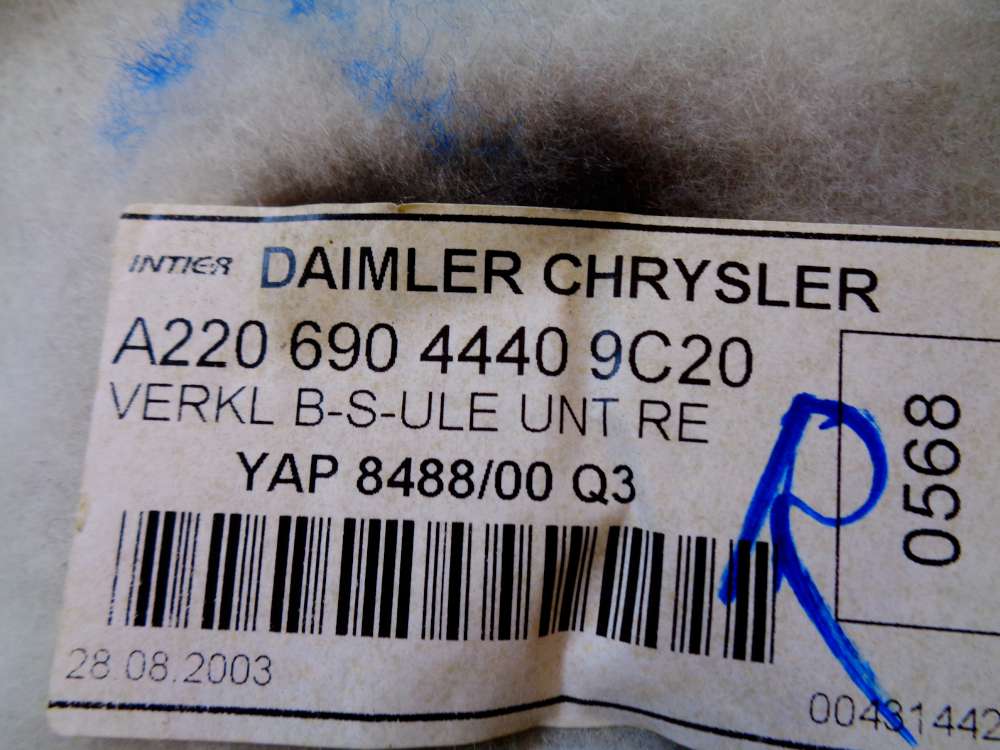 INTIER DAIMLER CHRYSLER
A220 690 4440 9C20
VERKL B-S-ULE UNT RE
YAP 8488/00 Q3
R
0568
28.08.2003
00431442